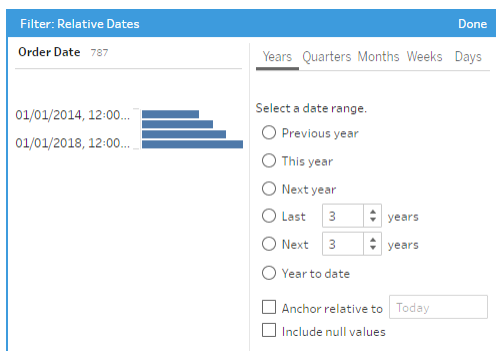 Filter: Relative Dates Done
Order Date 787
Years Quarters Months Weeks Days
01/01/2014, 12:00...
01/01/2018, 12:00...
Select a date range.
Previous year
This year
Next year
Last 3 years
Next 3 years
Year to date
Anchor relative to Today
Include null values